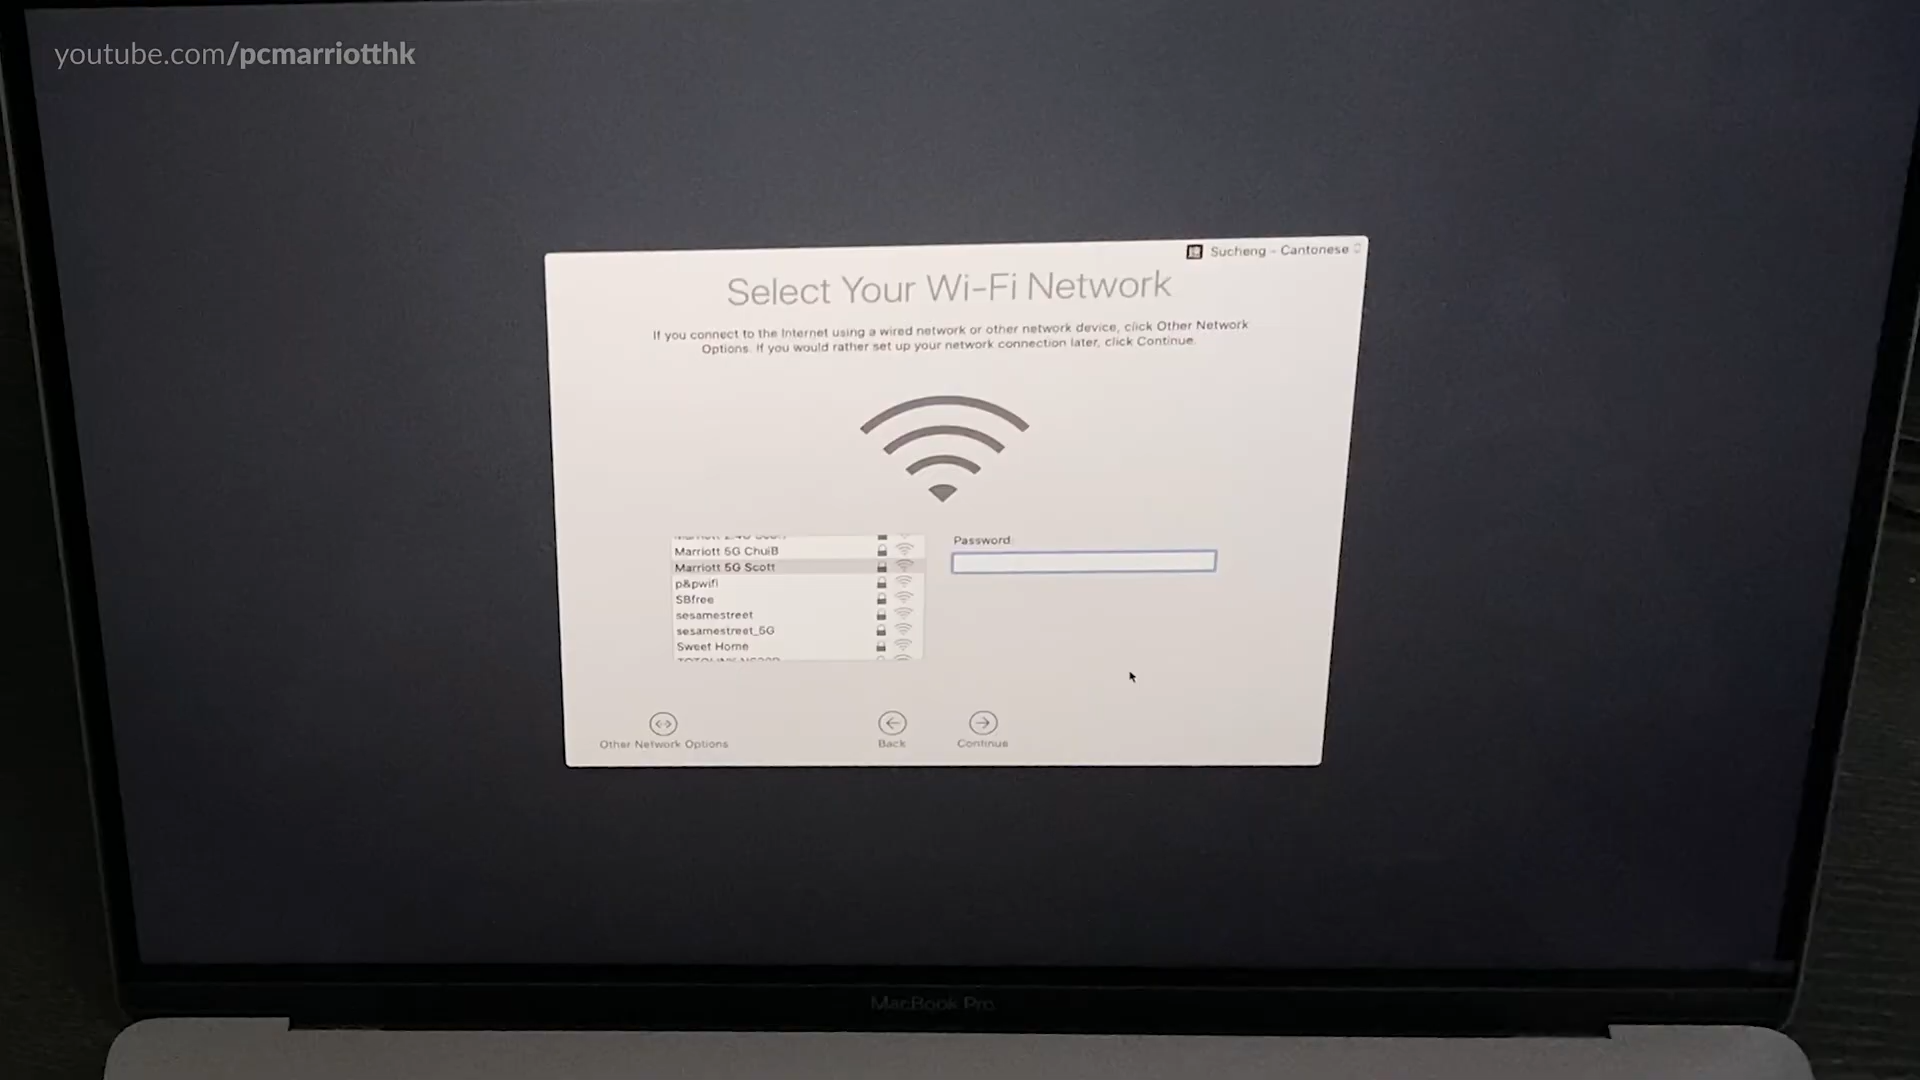 youtube.com/pcmarriotthk
Sucheng - Cantonese
Select Your Wi-Fi Network
If you connect to the Internet using a wired network or other network device, click Other Network
Options. If you would rather set up your network connection later, click Continue.
Marriott 5G ChuiB
Marriott 5G Scott
p&pwifi
SBfree
sesamestreet
sesamestreet_5G
Sweet Home
Password:
Other Network Options
Back
Continue
MacBook Pro